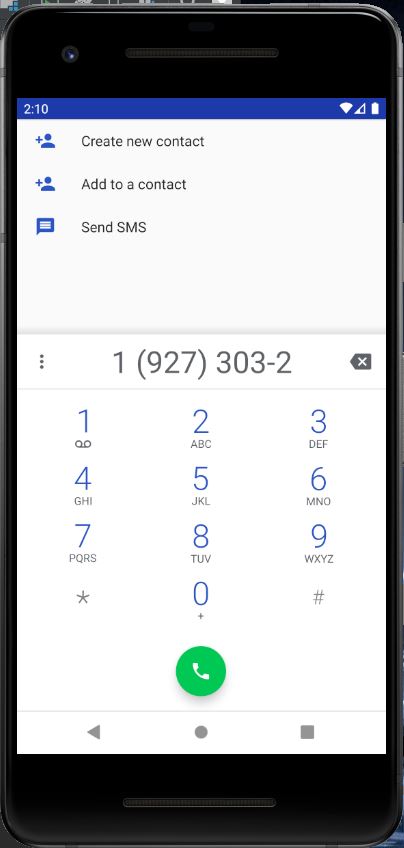 2:10
Create new contact
Add to a contact
Send SMS
1 (927) 303-2
1 2 3
ABC DEF
4 5 6
GHI JKL MNO
7 8 9
PQRS TUV WXYZ
* 0 #
+